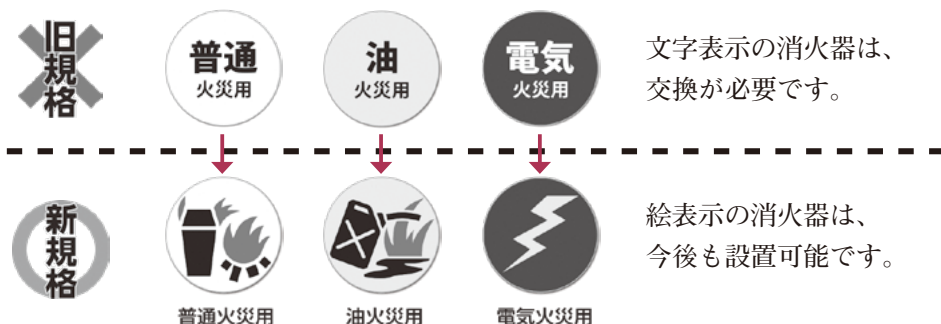 旧規格
普通
火災用
油
火災用
電気
火災用
文字表示の消火器は、
交換が必要です。
新規格
普通火災用
油火災用
電気火災用
絵表示の消火器は、
今後も設置可能です。